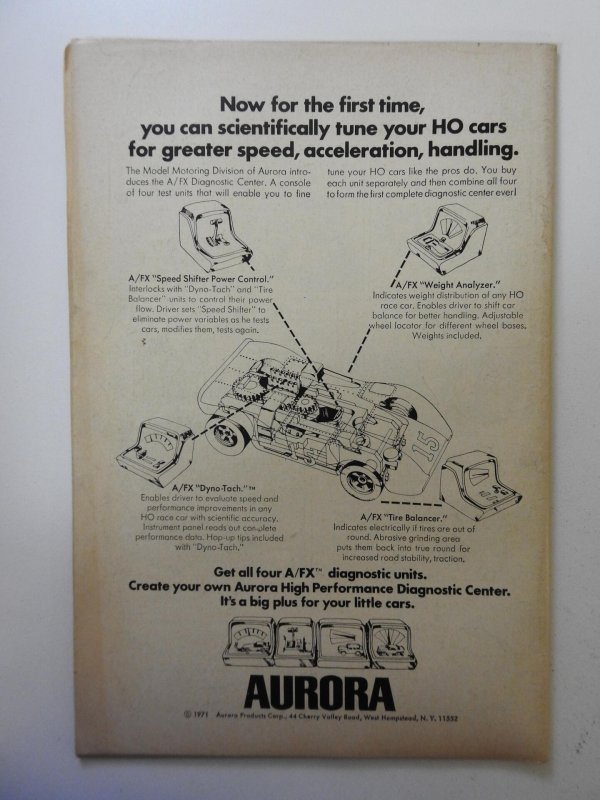 Now for the first time,
you can scientifically tune your HO cars
for greater speed, acceleration, handling.
The Model Motoring Division of Aurora intro-
duces the A/FX Diagnostic Center. A console
of four test units that will enable you to fine
tune your HO cars like the pros do. You buy
each unit separately and then combine all four
to form the first complete diagnostic center ever!
A/FX "Speed Shifter Power Control."
Interlocks with "Dyna-Tach" and "Tire
Balancer" units to control their power
flow. Driver sets "Speed Shifter" to
eliminate power variables as he tests
cars, modifies them, tests again.
A/FX "Weight Analyzer."
Indicates weight distribution of any HO
race car. Enables driver to shift car
balance for better handling. Adjustable
wheel locator for different wheel bases.
Weights included.
15
A/FX "Dyno-Tach."™
Enables driver to evaluate speed and
performance improvements in any
HO race car with scientific accuracy.
Instrument panel reads out complete
performance data. Hop-up tips included
with "Dyno-Tach."
A/FX "Tire Balancer."
Indicates electrically if tires are out of
round. Abrasive grinding area
puts them back into true round for
increased road stability, traction.
Get all four A/FX™ diagnostic units.
Create your own Aurora High Performance Diagnostic Center.
It's a big plus for your little cars.
AURORA
© 1971 Aurora Products Corp., 44 Cherry Valley Road, West Hempstead, N. Y. 11552